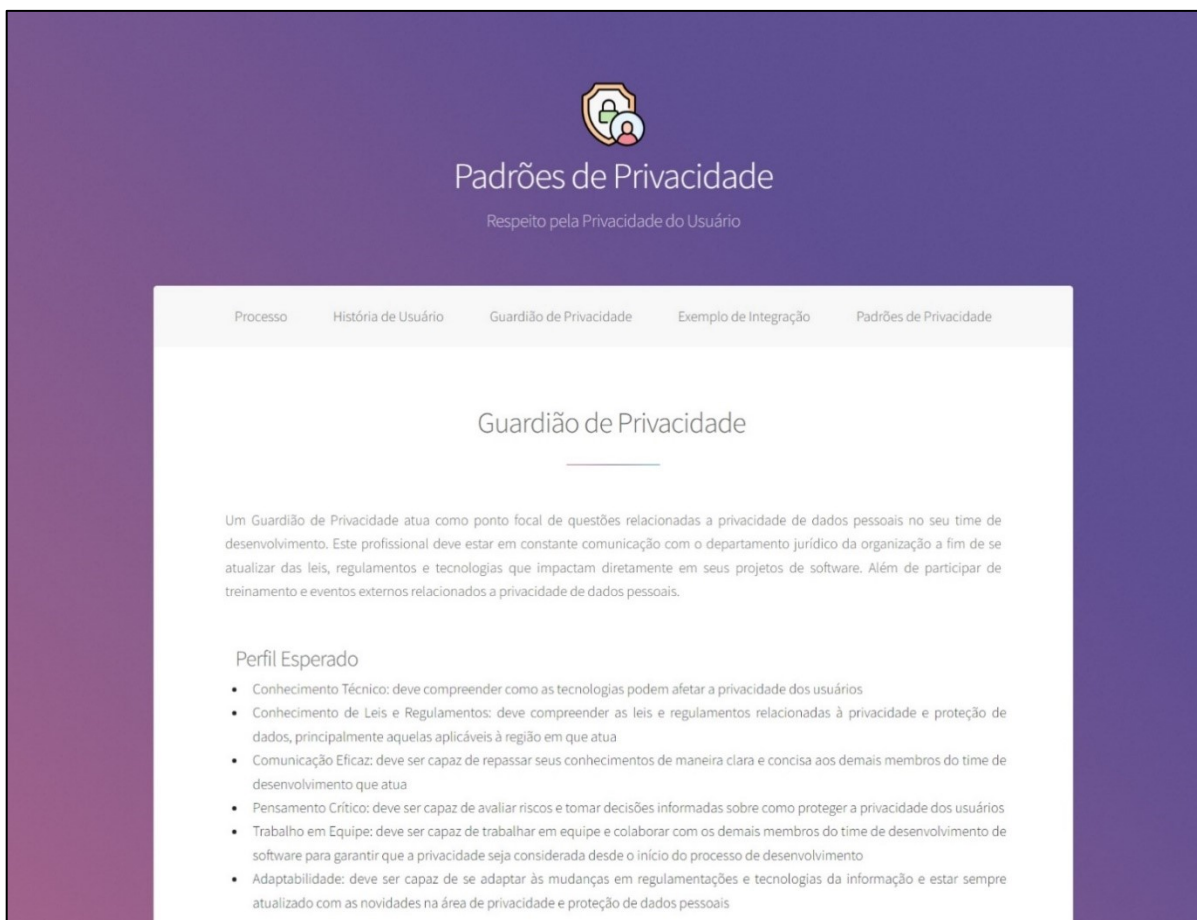 Padrões de Privacidade
Respeito pela Privacidade do Usuário
Processo História de Usuário Guardião de Privacidade Exemplo de Integração Padrões de Privacidade
Guardião de Privacidade
Um Guardião de Privacidade atua como ponto focal de questões relacionadas a privacidade de dados pessoais no seu time de
desenvolvimento. Este profissional deve estar em constante comunicação com o departamento jurídico da organização a fim de se
atualizar das leis, regulamentos e tecnologias que impactam diretamente em seus projetos de software. Além de participar de
treinamento e eventos externos relacionados a privacidade de dados pessoais.
Perfil Esperado
• Conhecimento Técnico: deve compreender como as tecnologias podem afetar a privacidade dos usuários
• Conhecimento de Leis e Regulamentos: deve compreender as leis e regulamentos relacionadas à privacidade e proteção de
dados, principalmente aquelas aplicáveis à região em que atua
• Comunicação Eficaz: deve ser capaz de repassar seus conhecimentos de maneira clara e concisa aos demais membros do time de
desenvolvimento que atua
• Pensamento Crítico: deve ser capaz de avaliar riscos e tomar decisões informadas sobre como proteger a privacidade dos usuários
• Trabalho em Equipe: deve ser capaz de trabalhar em equipe e colaborar com os demais membros do time de desenvolvimento de
software para garantir que a privacidade seja considerada desde o início do processo de desenvolvimento
• Adaptabilidade: deve ser capaz de se adaptar às mudanças em regulamentações e tecnologias da informação e estar sempre
atualizado com as novidades na área de privacidade e proteção de dados pessoais